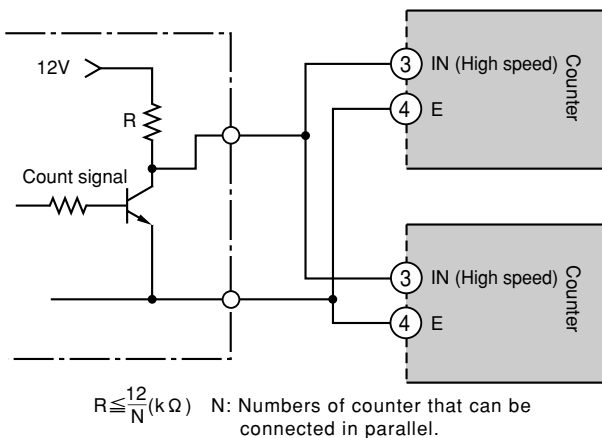 12V
R
Count signal
3
IN (High speed)
4
E
Counter
3
IN (High speed)
4
E
Counter
R≦12/N(kΩ) N: Numbers of counter that can be
connected in parallel.